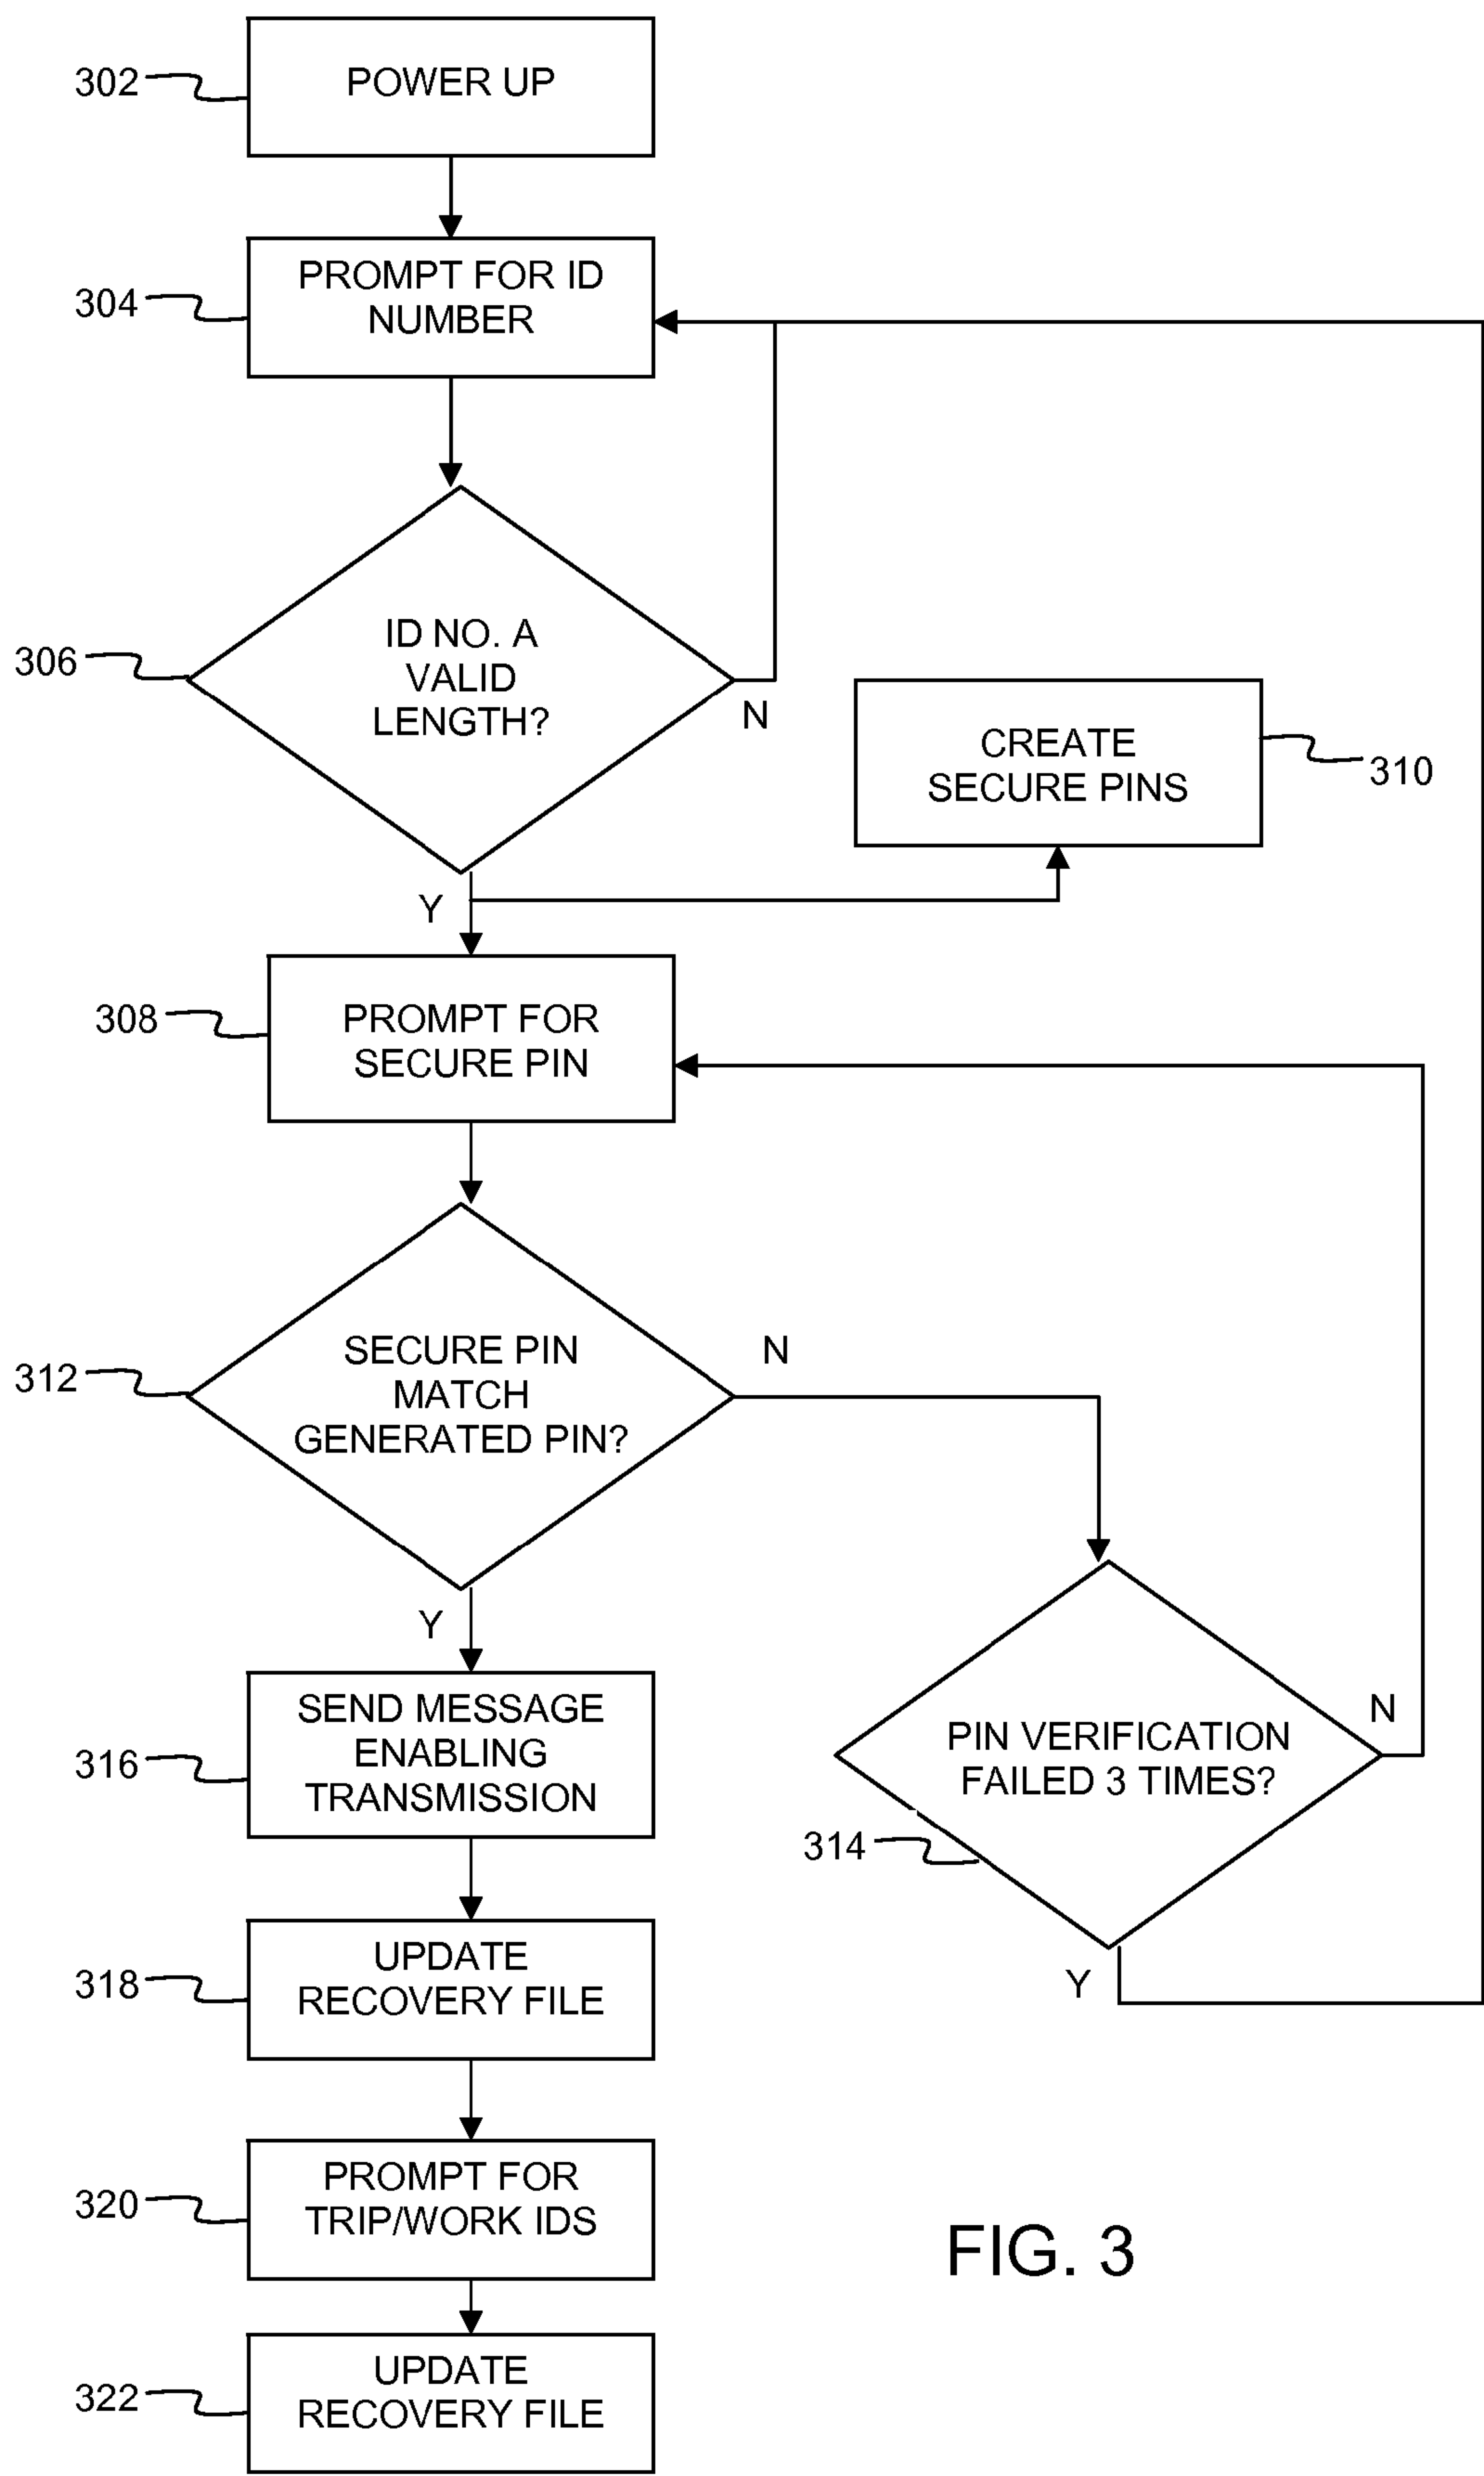 302
POWER UP
304
PROMPT FOR ID
NUMBER
306
ID NO. A
VALID
LENGTH?
N
CREATE
SECURE PINS
310
Y
308
PROMPT FOR
SECURE PIN
312
SECURE PIN
MATCH
GENERATED PIN?
N
Y
316
SEND MESSAGE
ENABLING
TRANSMISSION
PIN VERIFICATION
FAILED 3 TIMES?
N
314
Y
318
UPDATE
RECOVERY FILE
320
PROMPT FOR
TRIP/WORK IDS
FIG. 3
322
UPDATE
RECOVERY FILE